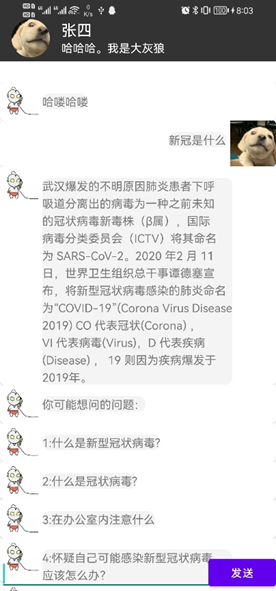 0
K/s
100
8:03
张四
哈哈哈。我是大灰狼
哈喽哈喽
新冠是什么
武汉爆发的不明原因肺炎患者下呼
吸道分离出的病毒为一种之前未知
的冠状病毒新毒株（β属），国际
病毒分类委员会（ICTV）将其命名
为 SARS-CoV-2。2020 年2 月 11
日，世界卫生组织总干事谭德塞宣
布，将新型冠状病毒感染的肺炎命名
为“COVID-19”(Corona Virus Disease
2019) CO 代表冠状(Corona)，
VI 代表病毒(Virus)，D 代表疾病
(Disease)， 19 则因为疾病爆发于
2019年。
你可能想问的问题：
1:什么是新型冠状病毒?
2:什么是冠状病毒?
3:在办公室内注意什么
4:怀疑自己可能感染新型冠状病毒
应该怎么办？
发送